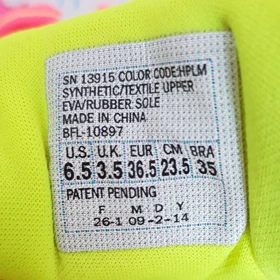 SN 13915 COLOR CODE:HPLM
SYNTHETIC/TEXTILE UPPER
EVA/RUBBER SOLE
MADE IN CHINA
BFL-10897
U.S. U.K EUR CM BRA
6.5 3.5 36.5 23.5 35
PATENT PENDING
F M D Y
26-1 09-2-14